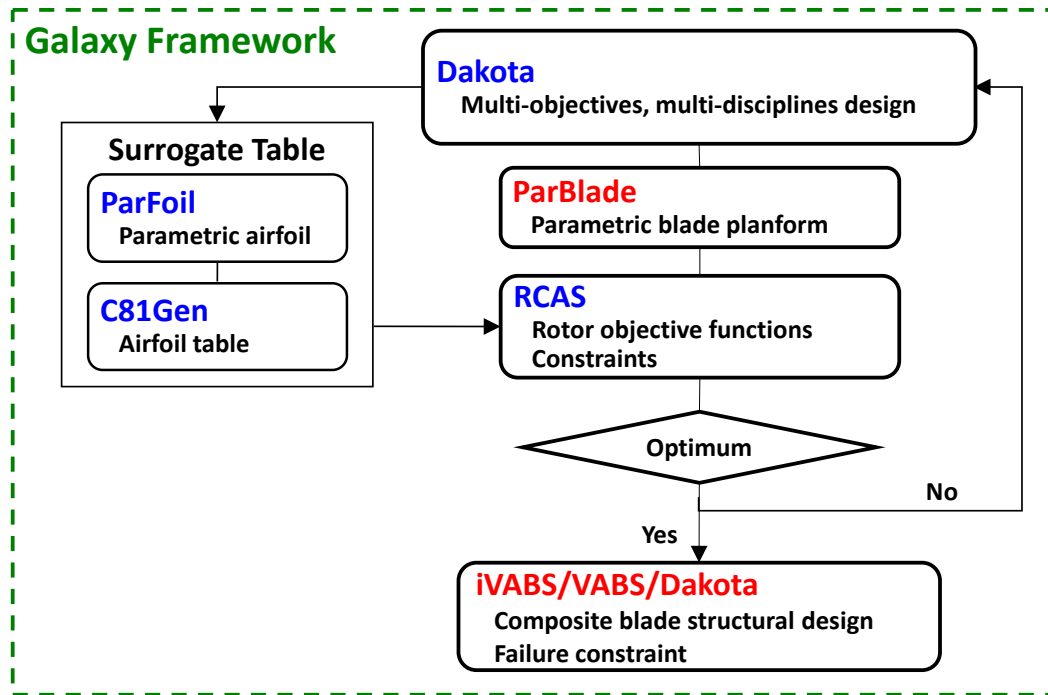 Galaxy Framework
Dakota
Multi-objectives, multi-disciplines design
Surrogate Table
ParFoil
Parametric airfoil
C81Gen
Airfoil table
ParBlade
Parametric blade planform
RCAS
Rotor objective functions
Constraints
Optimum
No
Yes
iVABS/VABS/Dakota
Composite blade structural design
Failure constraint